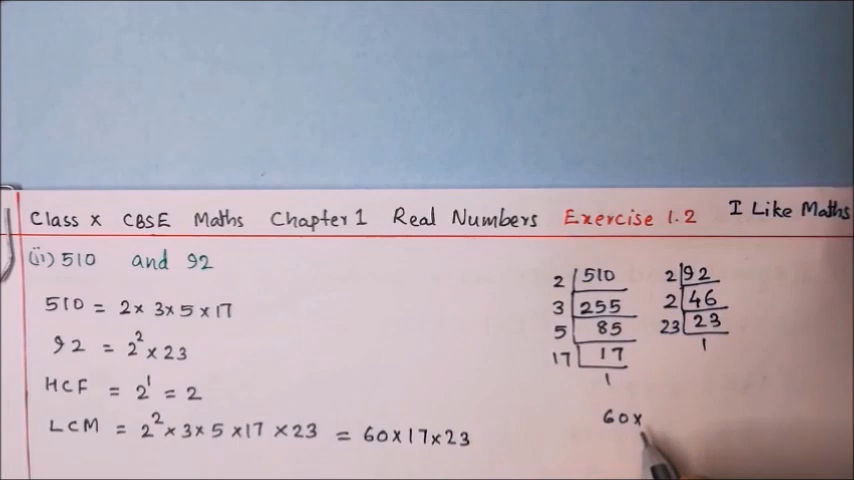 Class X CBSE Maths Chapter 1 Real Numbers Exercise 1.2 I Like Maths
(ii) 510 and 92
510 = 2 × 3 × 5 × 17
92 = 2² × 23
HCF = 2¹ = 2
LCM = 2² × 3 × 5 × 17 × 23 = 60 × 17 × 23
2 | 510
3 | 255
5 | 85
17 | 17
1
2 | 92
2 | 46
23 | 23
1
60 ×